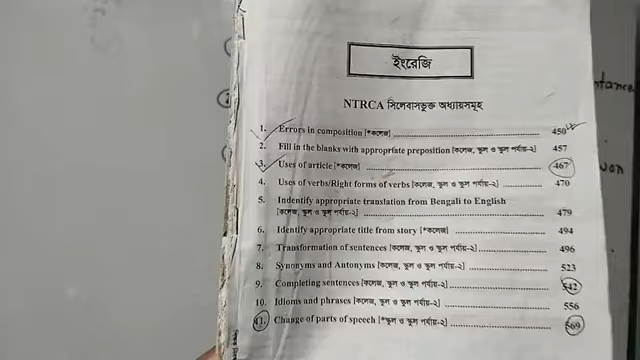 ইংরেজি
NTRCA সিলেবাসভুক্ত অধ্যায়সমূহ
1. Errors in composition [*কলেজ] 450
2. Fill in the blanks with appropriate preposition [কলেজ, স্কুল ও স্কুল পর্যায়-২] 457
3. Uses of article [*কলেজ] 467
4. Uses of verbs/Right forms of verbs [কলেজ, স্কুল ও স্কুল পর্যায়-২] 470
5. Indentify appropriate translation from Bengali to English
[কলেজ, স্কুল ও স্কুল পর্যায়-২] 479
6. Identify appropriate title from story [*কলেজ] 494
7. Transformation of sentences [কলেজ, স্কুল ও স্কুল পর্যায়-২] 496
8. Synonyms and Antonyms [কলেজ, স্কুল ও স্কুল পর্যায়-২] 523
9. Completing sentences [কলেজ, স্কুল ও স্কুল পর্যায়-২] 542
10. Idioms and phrases [কলেজ, স্কুল ও স্কুল পর্যায়-২] 556
11. Change of parts of speech [*স্কুল ও স্কুল পর্যায়-২] 569